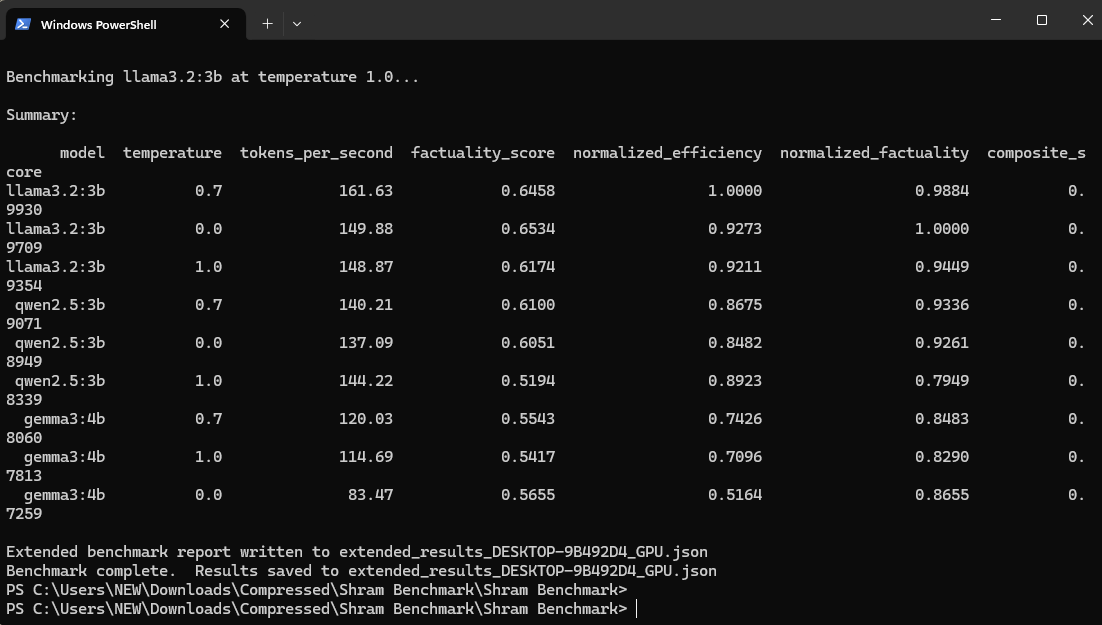 Windows PowerShell
Benchmarking llama3.2:3b at temperature 1.0...
Summary:
model temperature tokens_per_second factuality_score normalized_efficiency normalized_factuality composite_s
core
llama3.2:3b 0.7 161.63 0.6458 1.0000 0.9884 0.
9930
llama3.2:3b 0.0 149.88 0.6534 0.9273 1.0000 0.
9709
llama3.2:3b 1.0 148.87 0.6174 0.9211 0.9449 0.
9354
qwen2.5:3b 0.7 140.21 0.6100 0.8675 0.9336 0.
9071
qwen2.5:3b 0.0 137.09 0.6051 0.8482 0.9261 0.
8949
qwen2.5:3b 1.0 144.22 0.5194 0.8923 0.7949 0.
8339
gemma3:4b 0.7 120.03 0.5543 0.7426 0.8483 0.
8060
gemma3:4b 1.0 114.69 0.5417 0.7096 0.8290 0.
7813
gemma3:4b 0.0 83.47 0.5655 0.5164 0.8655 0.
7259
Extended benchmark report written to extended_results_DESKTOP-9B492D4_GPU.json
Benchmark complete.  Results saved to extended_results_DESKTOP-9B492D4_GPU.json
PS C:\Users\NEW\Downloads\Compressed\Shram Benchmark\Shram Benchmark>
PS C:\Users\NEW\Downloads\Compressed\Shram Benchmark\Shram Benchmark>